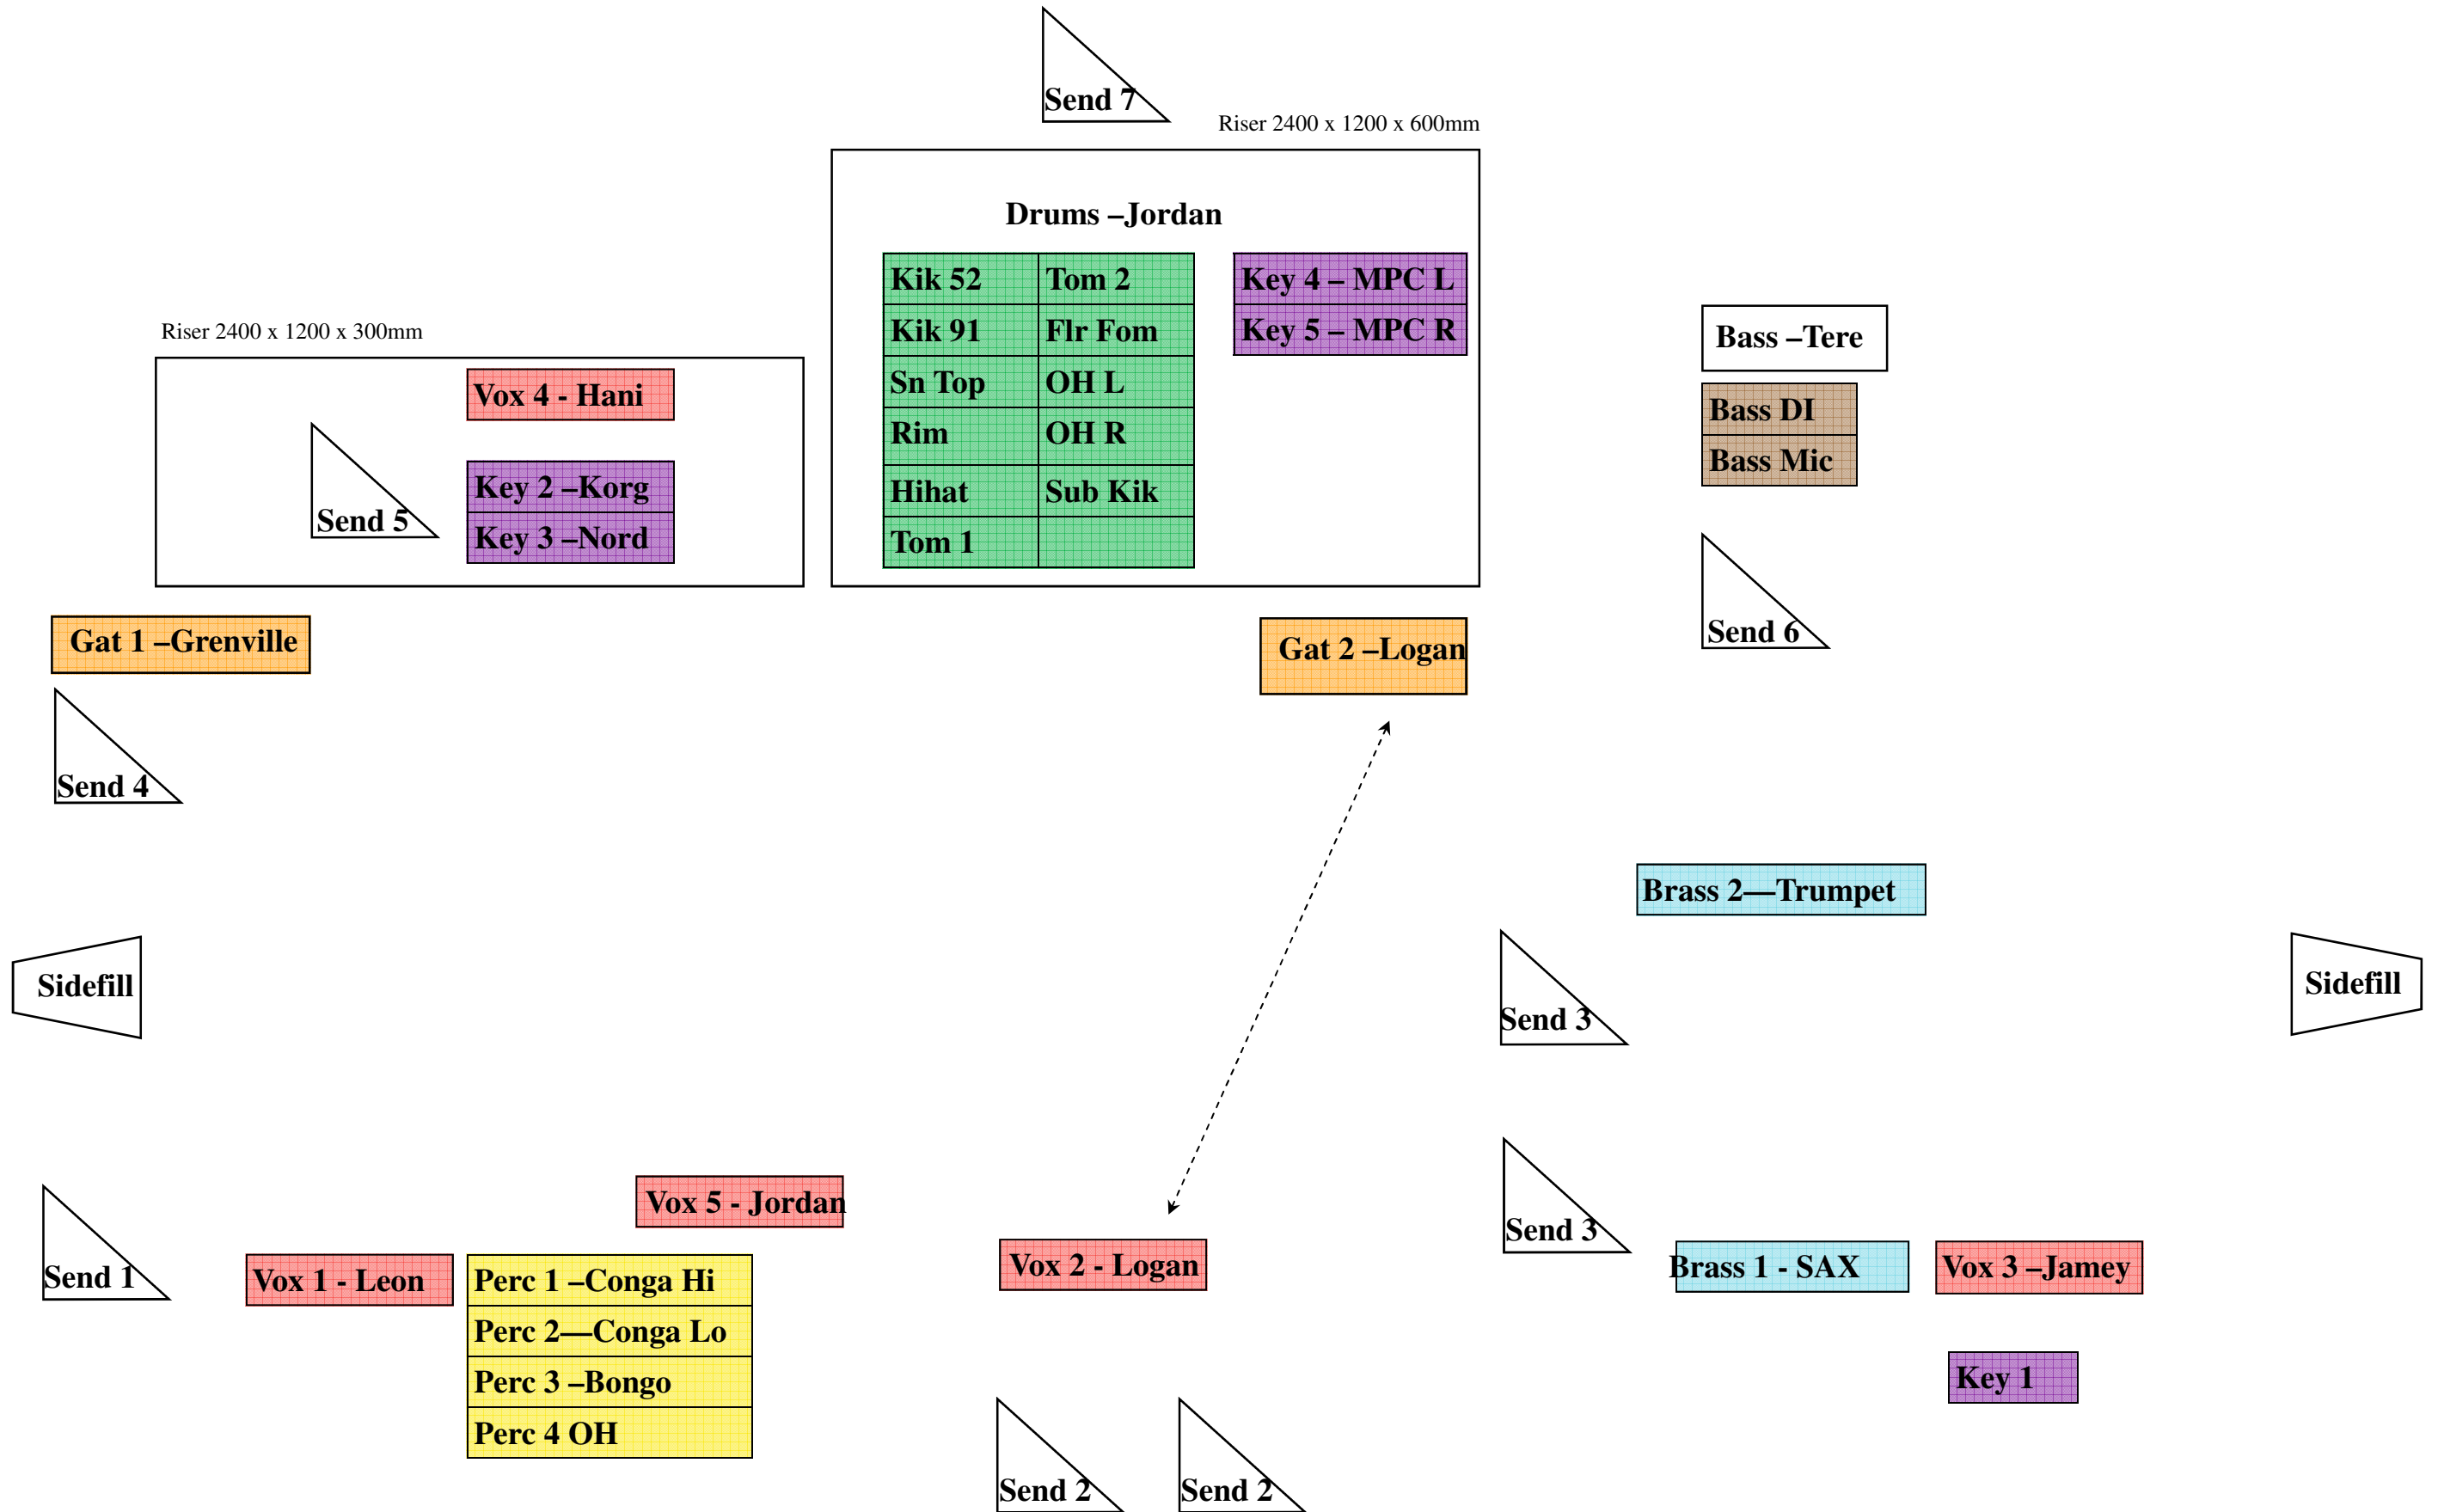 Send 7
Riser 2400 x 1200 x 600mm
Drums –Jordan
Kik 52
Tom 2
Kik 91
Flr Fom
Sn Top
OH L
Rim
OH R
Hihat
Sub Kik
Tom 1
Key 4 – MPC L
Key 5 – MPC R
Riser 2400 x 1200 x 300mm
Vox 4 - Hani
Send 5
Key 2 –Korg
Key 3 –Nord
Bass –Tere
Bass DI
Bass Mic
Send 6
Gat 1 –Grenville
Gat 2 –Logan
Send 4
Brass 2—Trumpet
Sidefill
Send 3
Sidefill
Send 1
Vox 5 - Jordan
Vox 1 - Leon
Perc 1 –Conga Hi
Perc 2—Conga Lo
Perc 3 –Bongo
Perc 4 OH
Vox 2 - Logan
Send 3
Brass 1 - SAX
Vox 3 –Jamey
Key 1
Send 2
Send 2